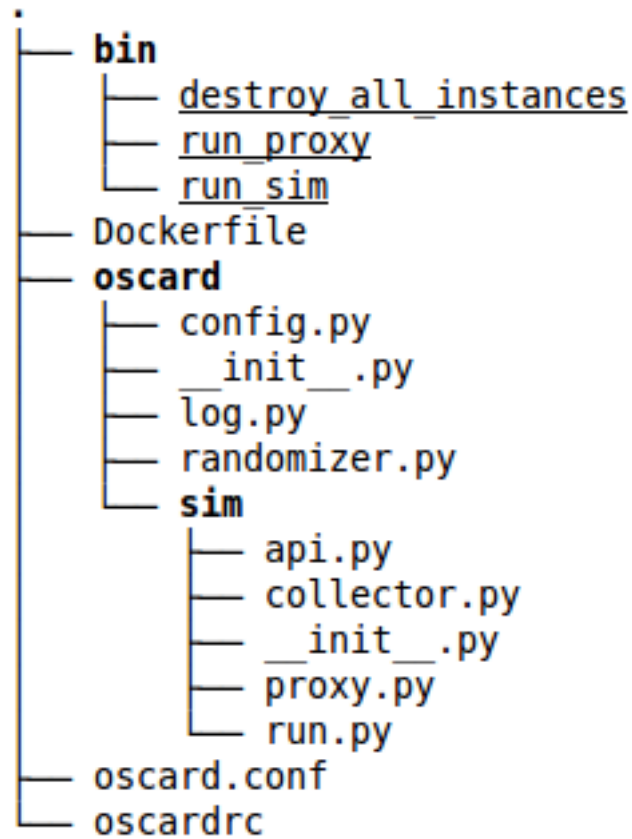 .
bin
destroy_all_instances
run_proxy
run_sim
Dockerfile
oscard
config.py
__init__.py
log.py
randomizer.py
sim
api.py
collector.py
__init__.py
proxy.py
run.py
oscard.conf
oscardrc